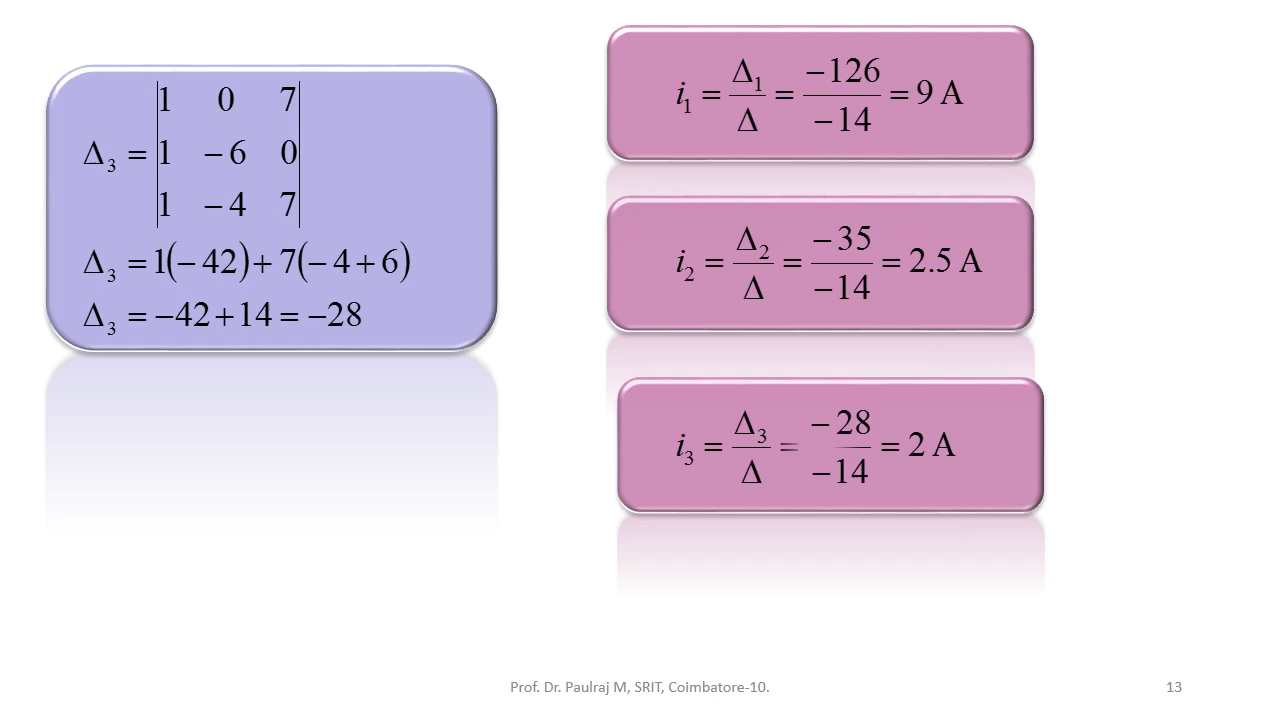 Δ₃ = |1 0 7|
|1 −6 0|
|1 −4 7|
Δ₃ = 1(−42) + 7(−4 + 6)
Δ₃ = −42 + 14 = −28
i₁ = Δ₁/Δ = −126/−14 = 9 A
i₂ = Δ₂/Δ = −35/−14 = 2.5 A
i₃ = Δ₃/Δ = −28/−14 = 2 A
Prof. Dr. Paulraj M, SRIT, Coimbatore-10.
13